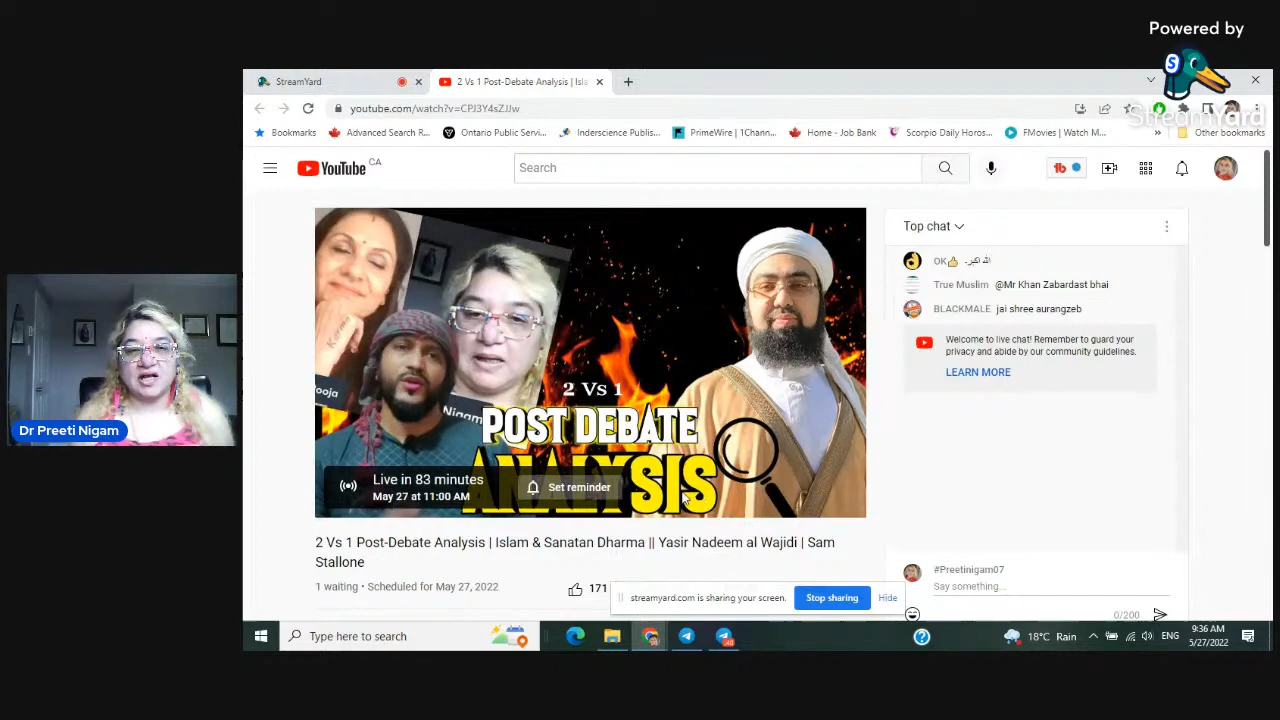 Powered by
StreamYard
StreamYard
2 Vs 1 Post-Debate Analysis | Isla
youtube.com/watch?v=CPJ3Y4sZJJw
Bookmarks
Advanced Search R...
Ontario Public Servi...
Inderscience Publis...
PrimeWire | 1Chann...
Home - Job Bank
Scorpio Daily Horos...
FMovies | Watch M...
»
Other bookmarks
YouTube CA
Search
Top chat
OK👍 الله اكبر۔
True Muslim @Mr Khan Zabardast bhai
BLACKMALE jai shree aurangzeb
Welcome to live chat! Remember to guard your
privacy and abide by our community guidelines.
LEARN MORE
ooja
Nigam
2 Vs 1
POST DEBATE
ANALYSIS
Live in 83 minutes
May 27 at 11:00 AM
Set reminder
Dr Preeti Nigam
2 Vs 1 Post-Debate Analysis | Islam & Sanatan Dharma || Yasir Nadeem al Wajidi | Sam
Stallone
1 waiting • Scheduled for May 27, 2022
171
#Preetinigam07
Say something...
0/200
streamyard.com is sharing your screen.
Stop sharing
Hide
Type here to search
18°C Rain
ENG
9:36 AM
5/27/2022